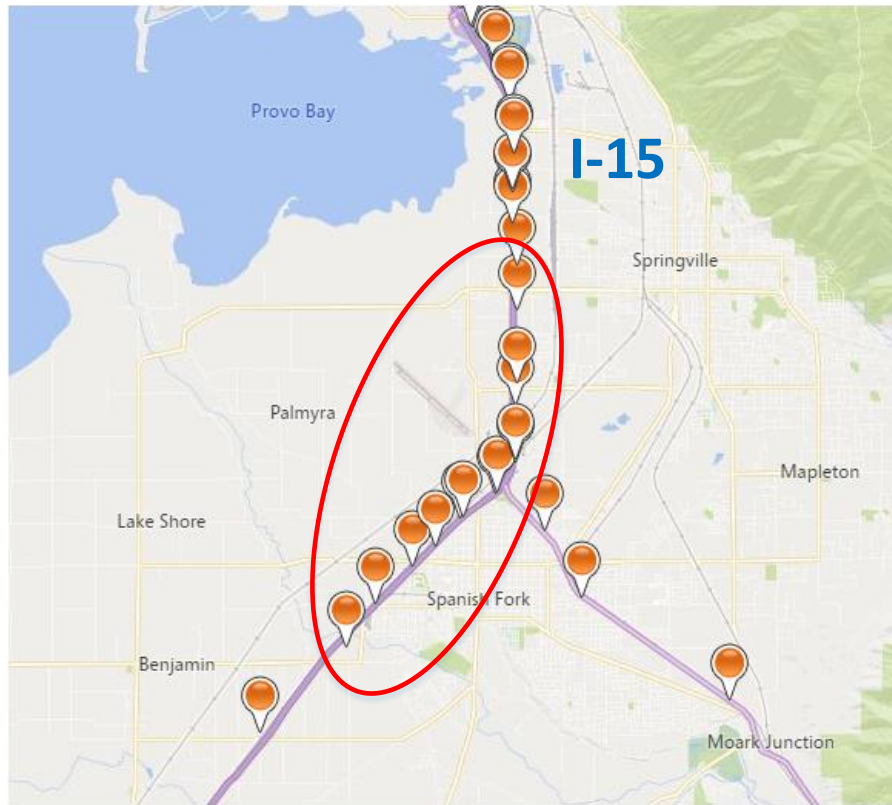 Provo Bay
I-15
Springville
Palmyra
Mapleton
Lake Shore
Spanish Fork
Benjamin
Moark Junction